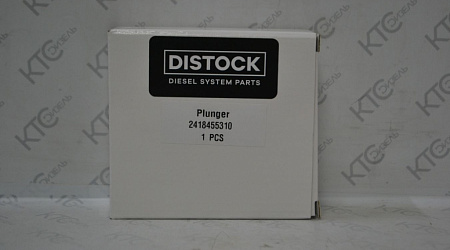 DISTOCK
DIESEL SYSTEM PARTS
Plunger
2418455310
1 PCS